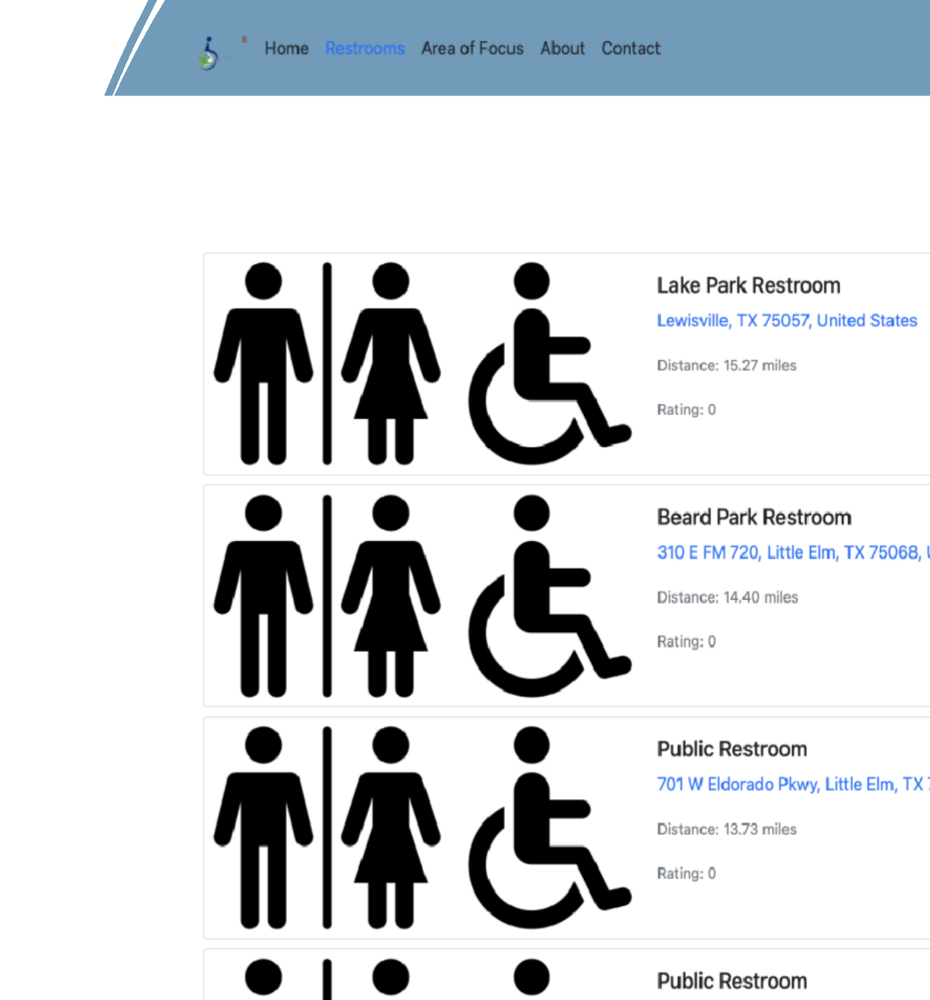 Home Restrooms Area of Focus About Contact
Lake Park Restroom
Lewisville, TX 75057, United States
Distance: 15.27 miles
Rating: 0
Beard Park Restroom
310 E FM 720, Little Elm, TX 75068,
Distance: 14.40 miles
Rating: 0
Public Restroom
701 W Eldorado Pkwy, Little Elm, TX
Distance: 13.73 miles
Rating: 0
Public Restroom